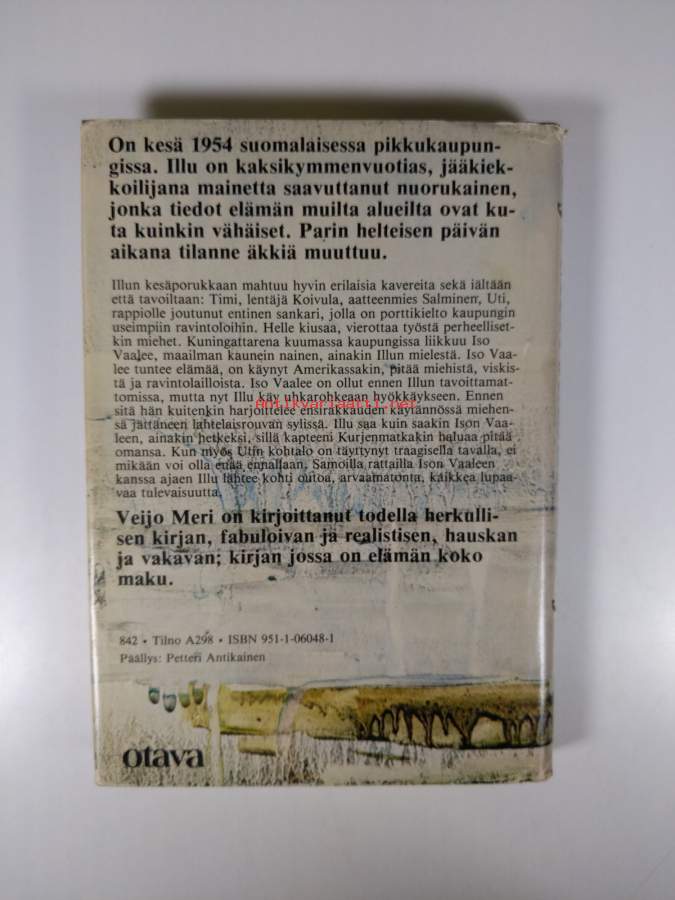 On kesä 1954 suomalaisessa pikkukaupun-
gissa. Illu on kaksikymmenvuotias, jääkiek-
koilijana mainetta saavuttanut nuorukainen,
jonka tiedot elämän muilta alueilta ovat ku-
ta kuinkin vähäiset. Parin helteisen päivän
aikana tilanne äkkiä muuttuu.
Illun kesäporukkaan mahtuu hyvin erilaisia kavereita sekä iältään
että tavoiltaan: Timi, lentäjä Koivula, aatteenmies Salminen, Uti,
rappiolle joutunut entinen sankari, jolla on porttikielto kaupungin
useimpiin ravintoloihin. Helle kiusaa, vierottaa työstä perheelliset-
kin miehet. Kuningattarena kuumassa kaupungissa liikkuu Iso
Vaalee, maailman kaunein nainen, ainakin Illun mielestä. Iso Vaa-
lee tuntee elämää, on käynyt Amerikassakin, pitää miehistä, viskis-
tä ja ravintolailloista. Iso Vaalee on ollut ennen Illun tavoittamat-
tomissa, mutta nyt Illu käy uhkarohkeaan hyökkäykseen. Ennen
sitä hän kuitenkin harjoittelee ensirakkauden käytännössä miehen-
sä jättäneen lahtelaisrouvan sylissä. Illu saa kuin saakin Ison Vaa-
leen, ainakin hetkeksi, sillä kapteeni Kurjenmatkakin haluaa pitää
omansa. Kun myös Utin kohtalo on täyttynyt traagisella tavalla, ei
mikään voi olla enää ennallaan. Samoilla rattailla Ison Vaaleen
kanssa ajaen Illu lähtee kohti outoa, arvaamatonta, kaikkea lupaa-
vaa tulevaisuutta.
antikvariaatti.net
Veijo Meri on kirjoittanut todella herkulli-
sen kirjan, fabuloivan ja realistisen, hauskan
ja vakavan; kirjan jossa on elämän koko
maku.
842 • Tilno A298 • ISBN 951-1-06048-1
Päällys: Petteri Antikainen
otava